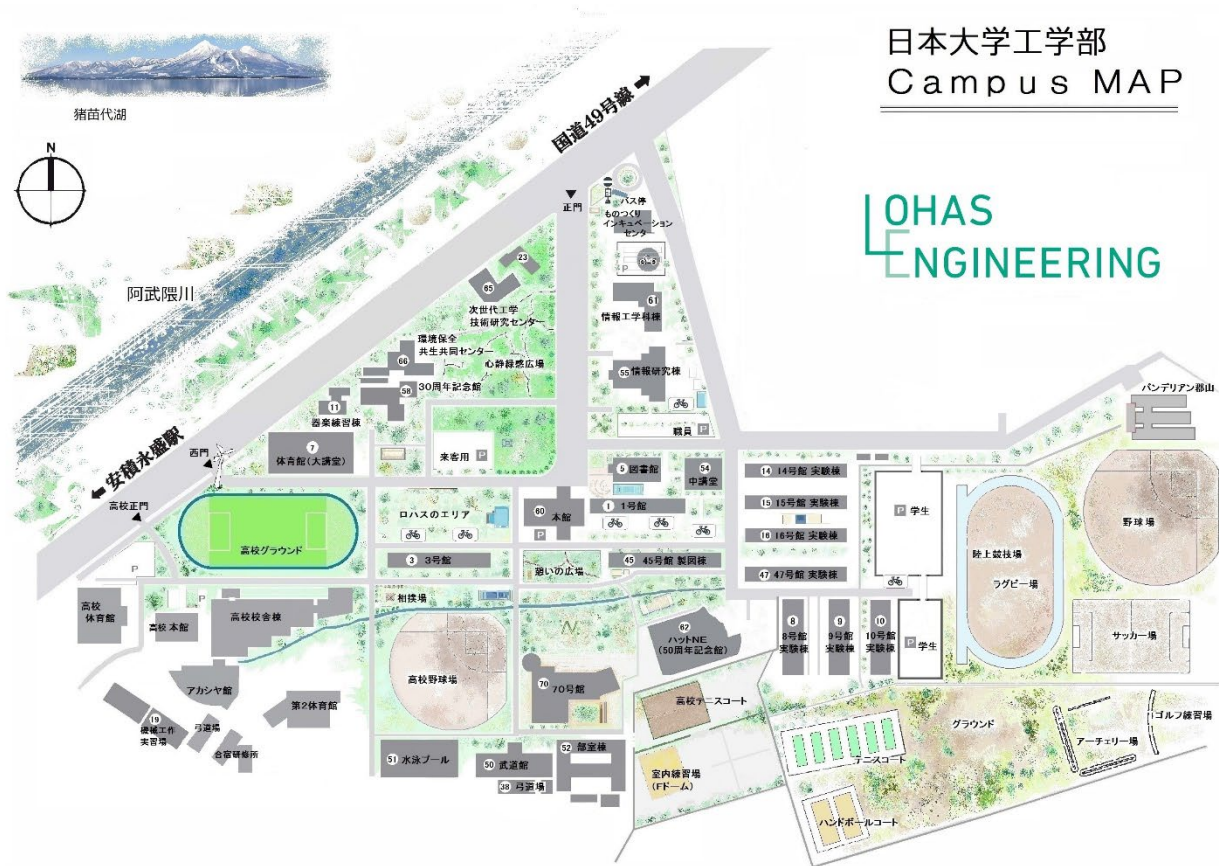 日本大学工学部
Campus MAP
猪苗代湖
N
国道49号線
LOHAS
ENGINEERING
阿武隈川
正門
バス停
ものつくり
インキュベーション
センター
P
23
65
次世代工学
技術研究センター
61
情報工学科棟
環境保全
共生共同センター
66
心静緑感広場
58
30周年記念館
11
器楽練習棟
55
情報研究棟
職員 P
パンデリアン郡山
安積永盛駅
西門
高校正門
7
体育館(大講堂)
来客用 P
5 図書館
54
中講堂
14 14号館 実験棟
15 15号館 実験棟
16 16号館 実験棟
47 47号館 実験棟
P 学生
野球場
陸上競技場
ラグビー場
サッカー場
高校グラウンド
ロハスのエリア
60 本館
P
1 1号館
3 3号館
憩いの広場
45 45号館 製図棟
P
P
高校
体育館
高校 本館
高校校舎棟
相撲場
62
ハットNE
(50周年記念館)
8
8号館
実験棟
9
9号館
実験棟
10
10号館
実験棟
P 学生
アカシヤ館
第2体育館
高校野球場
70 70号館
高校テニスコート
グラウンド
ゴルフ練習場
アーチェリー場
19
機械工作
実習場
弓道場
合宿研修所
51 水泳プール
50 武道館
38 弓道場
52 部室棟
室内練習場
(Fドーム)
テニスコート
ハンドボールコート